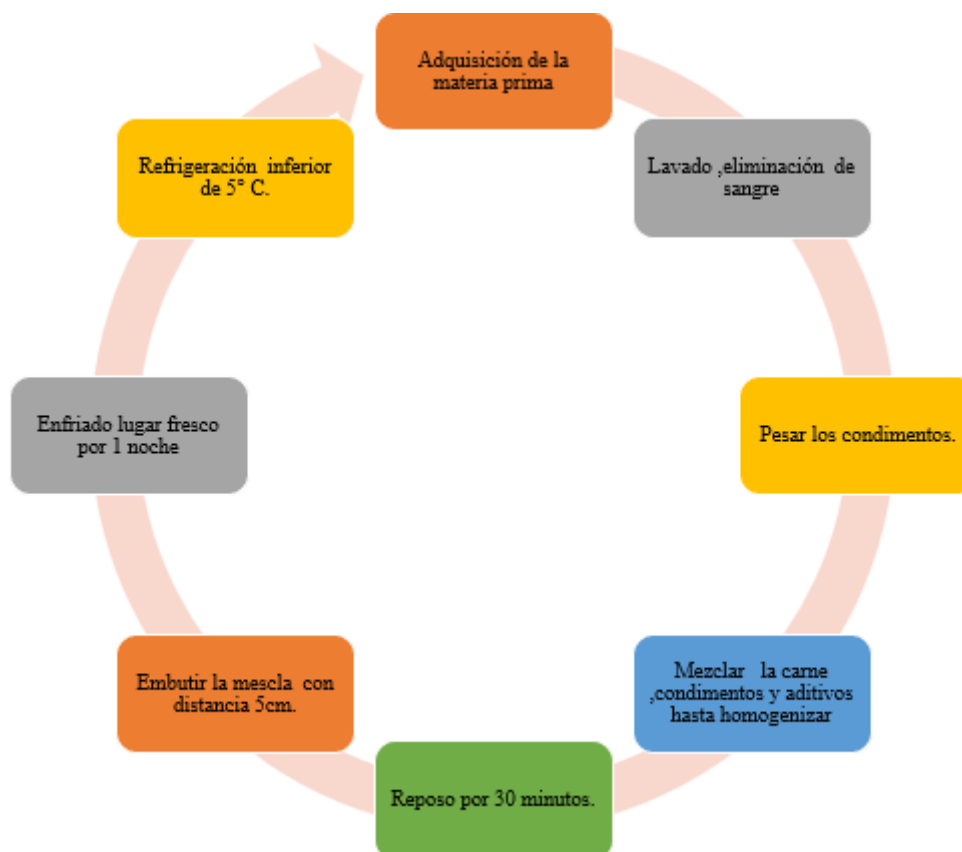 Adquisición de la
materia prima
Lavado ,eliminación de
sangre
Pesar los condimentos.
Mezclar la carne
,condimentos y aditivos
hasta homogenizar
Reposo por 30 minutos.
Embutir la mescla con
distancia 5cm.
Enfriado lugar fresco
por 1 noche
Refrigeración inferior
de 5° C.